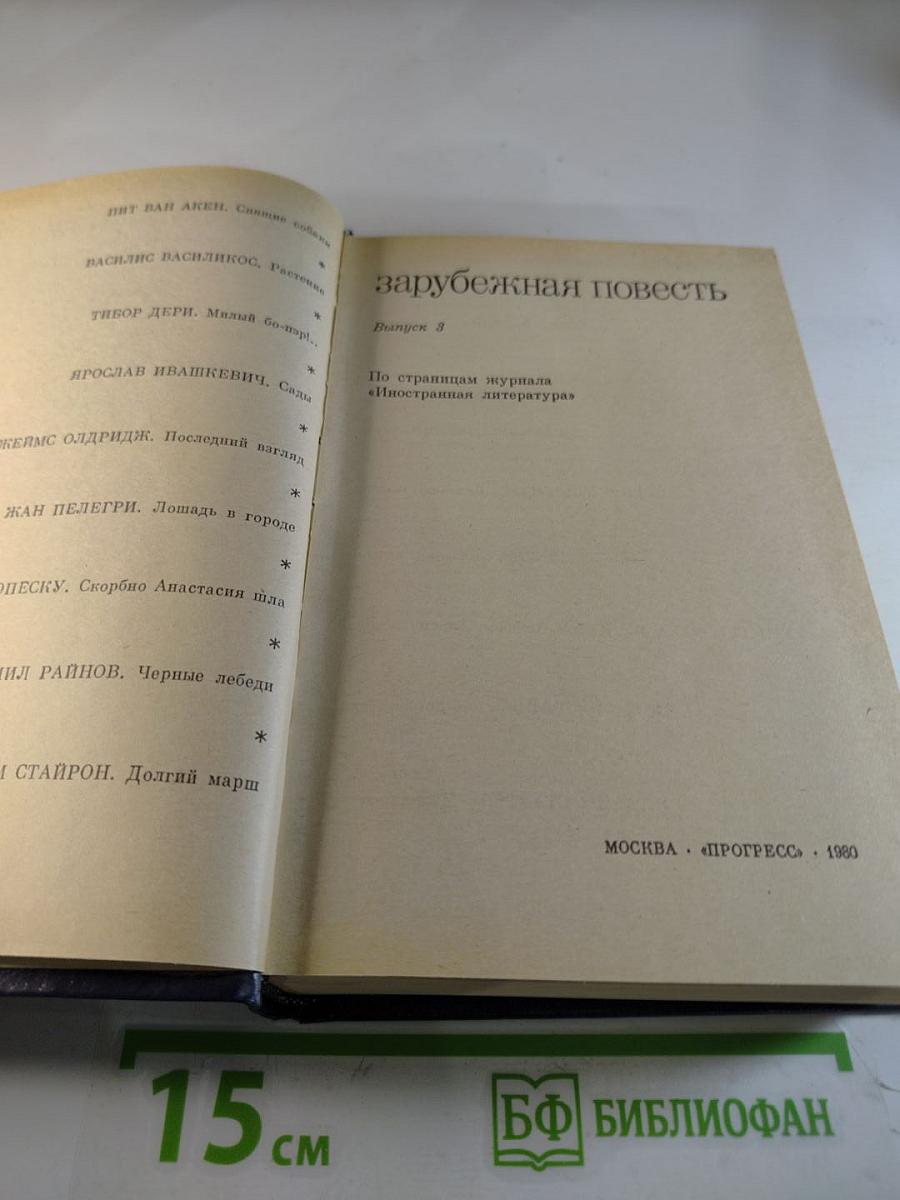 ПИТ ВАН АКЕН. Спящие собаки
*
ВАСИЛИС ВАСИЛИКОС. Растение
*
ТИБОР ДЕРИ. Милый бо-пэр!..
*
ЯРОСЛАВ ИВАШКЕВИЧ. Сады
*
ЖЕЙМС ОЛДРИДЖ. Последний взгляд
*
ЖАН ПЕЛЕГРИ. Лошадь в городе
*
ОПЕСКУ. Скорбно Анастасия шла
*
РАЙНОВ. Черные лебеди
*
СТАЙРОН. Долгий марш
зарубежная повесть
Выпуск 3
По страницам журнала
«Иностранная литература»
МОСКВА · «ПРОГРЕСС» · 1980
15 см
БФ БИБЛИОФАН